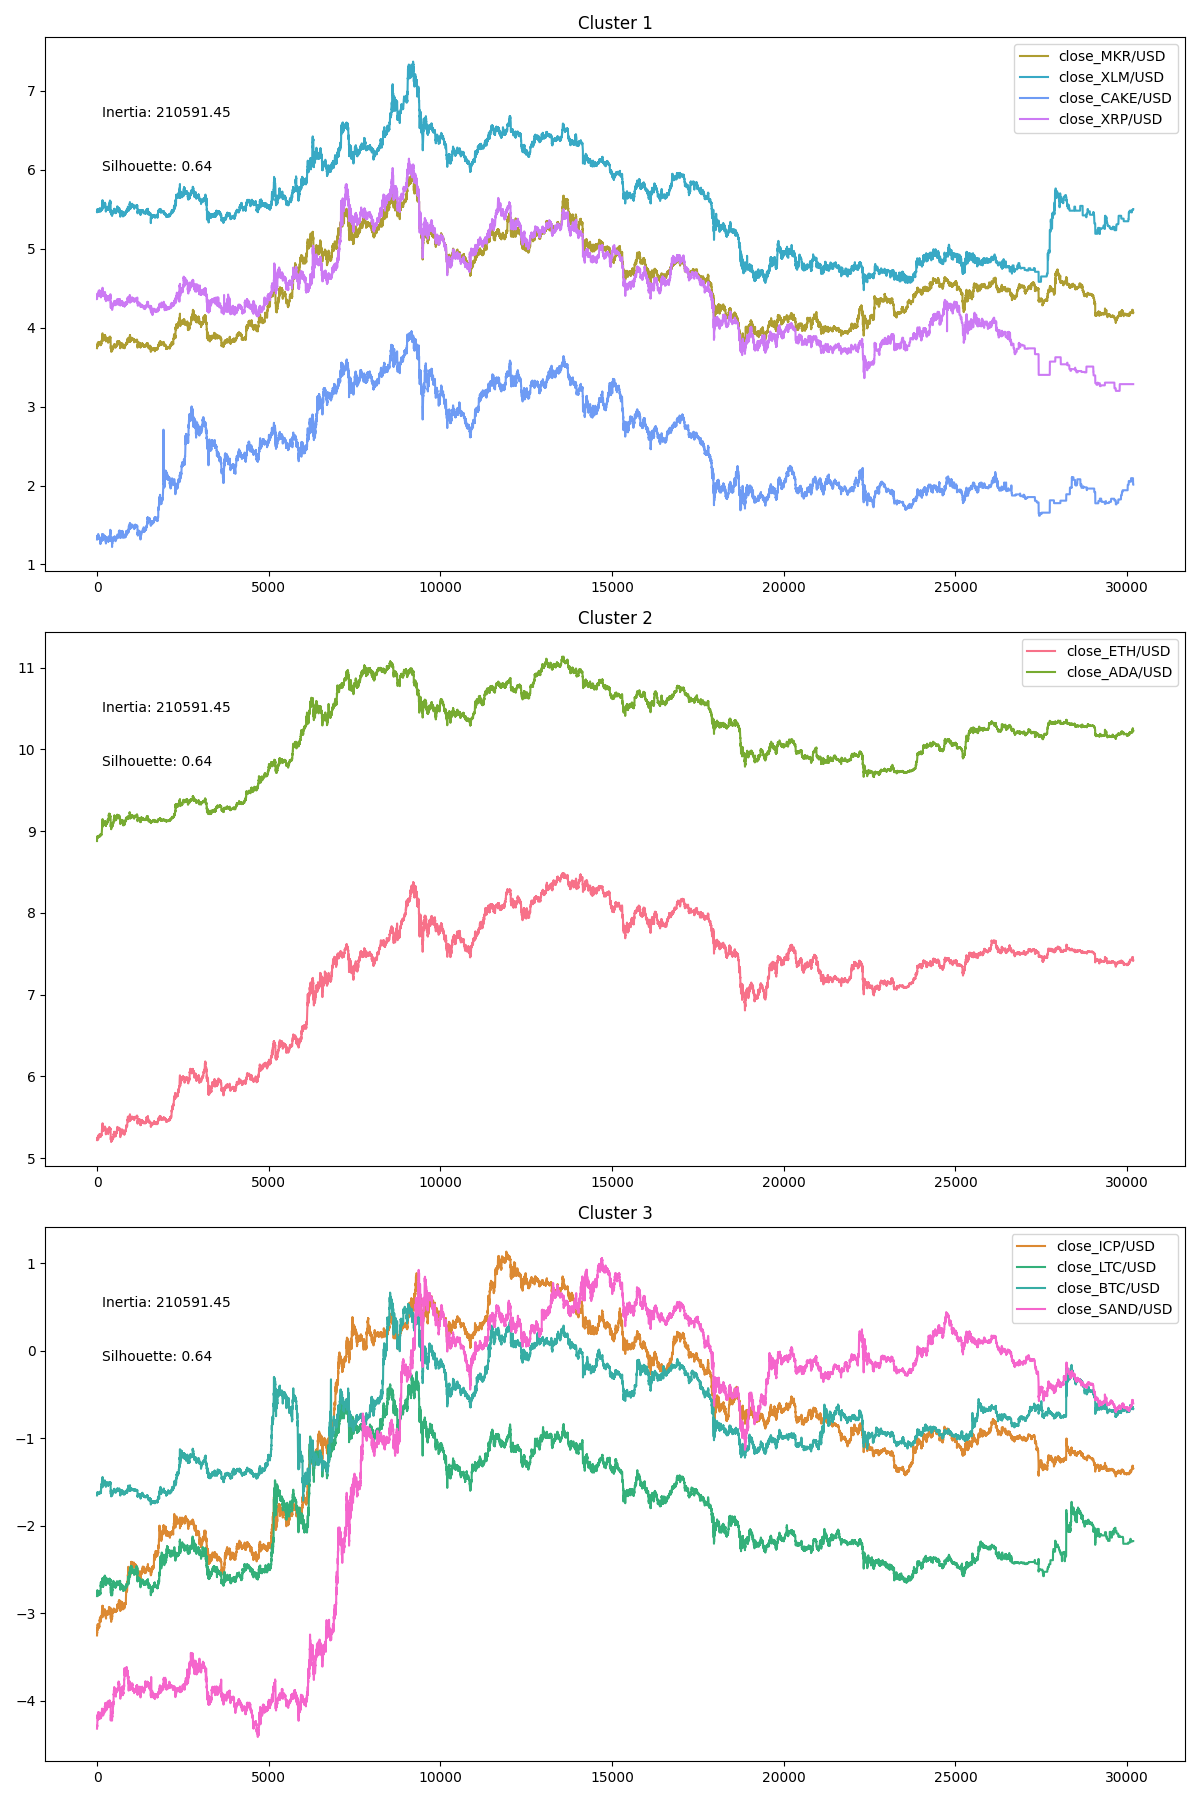 Cluster 1
close_MKR/USD
close_XLM/USD
close_CAKE/USD
close_XRP/USD
Inertia: 210591.45
Silhouette: 0.64
7
6
5
4
3
2
1
0 5000 10000 15000 20000 25000 30000
Cluster 2
close_ETH/USD
close_ADA/USD
Inertia: 210591.45
Silhouette: 0.64
11
10
9
8
7
6
5
0 5000 10000 15000 20000 25000 30000
Cluster 3
close_ICP/USD
close_LTC/USD
close_BTC/USD
close_SAND/USD
Inertia: 210591.45
Silhouette: 0.64
1
0
−1
−2
−3
−4
0 5000 10000 15000 20000 25000 30000